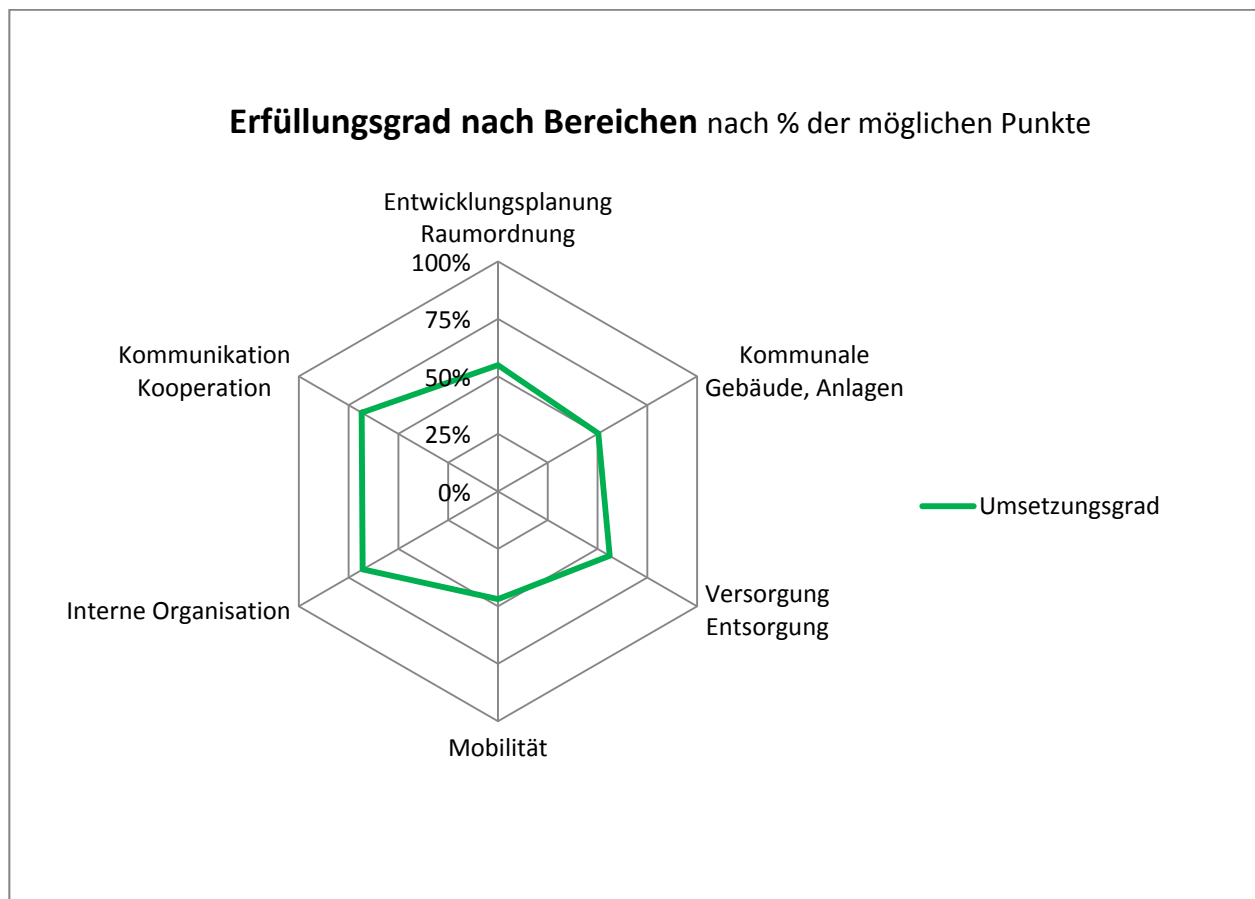 Erfüllungsgrad nach Bereichen nach % der möglichen Punkte
Entwicklungsplanung
Raumordnung
100%
75%
50%
25%
0%
Kommunale
Gebäude, Anlagen
Versorgung
Entsorgung
Mobilität
Interne Organisation
Kommunikation
Kooperation
Umsetzungsgrad